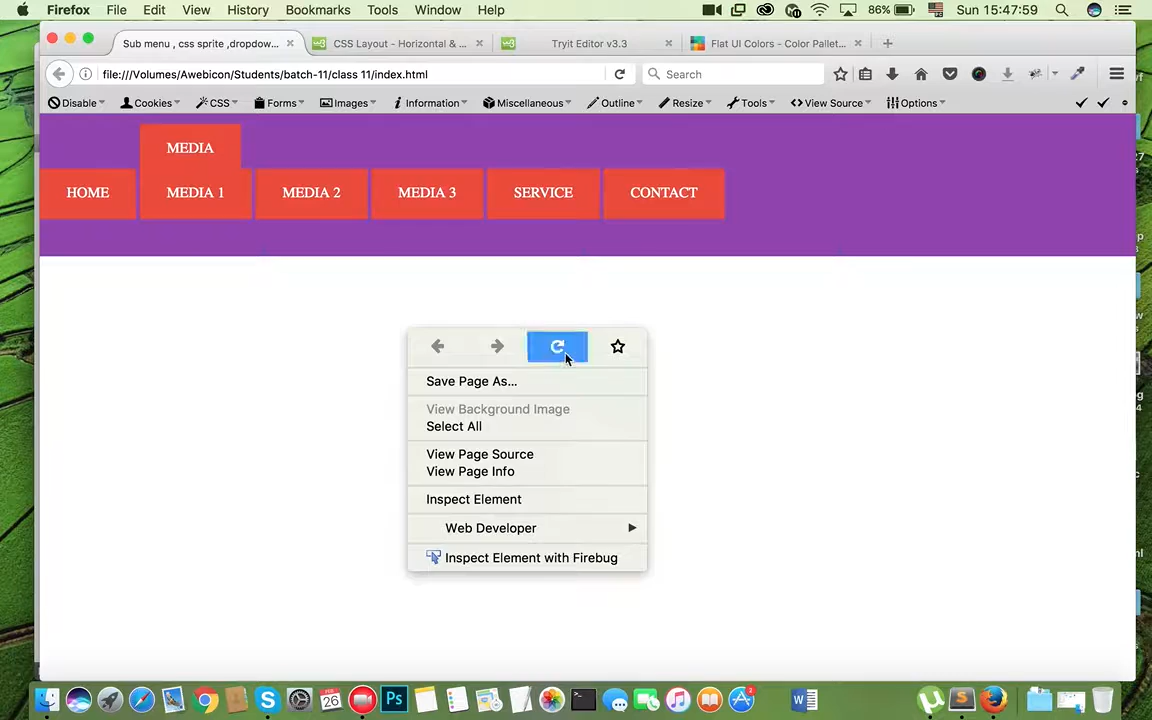 Firefox File Edit View History Bookmarks Tools Window Help 86% Sun 15:47:59
Sub menu , css sprite ,dropdow... CSS Layout - Horizontal & ... Tryit Editor v3.3 Flat UI Colors - Color Pallet...
file:///Volumes/Awebicon/Students/batch-11/class 11/index.html Search
Disable Cookies CSS Forms Images Information Miscellaneous Outline Resize Tools View Source Options
MEDIA
HOME MEDIA 1 MEDIA 2 MEDIA 3 SERVICE CONTACT
Save Page As...
View Background Image
Select All
View Page Source
View Page Info
Inspect Element
Web Developer
Inspect Element with Firebug